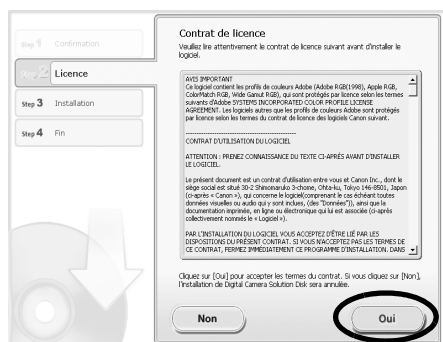 Step 1 Confirmation
Step 2 Licence
Step 3 Installation
Step 4 Fin
Contrat de licence
Veuillez lire attentivement le contrat de licence suivant avant d'installer le
logiciel.
AVIS IMPORTANT
Ce logiciel contient les profils de couleurs Adobe (Adobe RGB(1998), Apple RGB,
ColorMatch RGB, Wide Gamut RGB), qui sont protégés par licence selon les termes
suivants d'Adobe SYSTEMS INCORPORATED COLOR PROFILE LICENSE
AGREEMENT. Les logiciels autres que les profils de couleurs Adobe sont protégés
par licence selon les termes du contrat de licence des logiciels Canon suivant.
--------------------------------------------------
CONTRAT D'UTILISATION DU LOGICIEL
ATTENTION : PRENEZ CONNAISSANCE DU TEXTE CI-APRÈS AVANT D'INSTALLER
LE LOGICIEL.
Le présent document est un contrat d'utilisation entre vous et Canon Inc., dont le
siège social est situé 30-2 Shimomaruko 3-chome, Ohta-ku, Tokyo 146-8501, Japon
(ci-après « Canon »), qui concerne le logiciel(comprenant le cas échéant toutes
données visuelles ou audio qui y sont inclues, (des "Données")), ainsi que la
documentation imprimée, en ligne ou électronique qui lui est associée (ci-après
collectivement nommés le « Logiciel »).
PAR L'INSTALLATION DU LOGICIEL VOUS ACCEPTEZ D'ÊTRE LIÉ PAR LES
DISPOSITIONS DU PRÉSENT CONTRAT. SI VOUS N'ACCEPTEZ PAS LES TERMES DE
CE CONTRAT, FERMEZ IMMÉDIATEMENT CE PROGRAMME D'INSTALLATION. DANS
Cliquez sur [Oui] pour accepter les termes du contrat. Si vous cliquez sur [Non],
l'installation de Digital Camera Solution Disk sera annulée.
Non
Oui